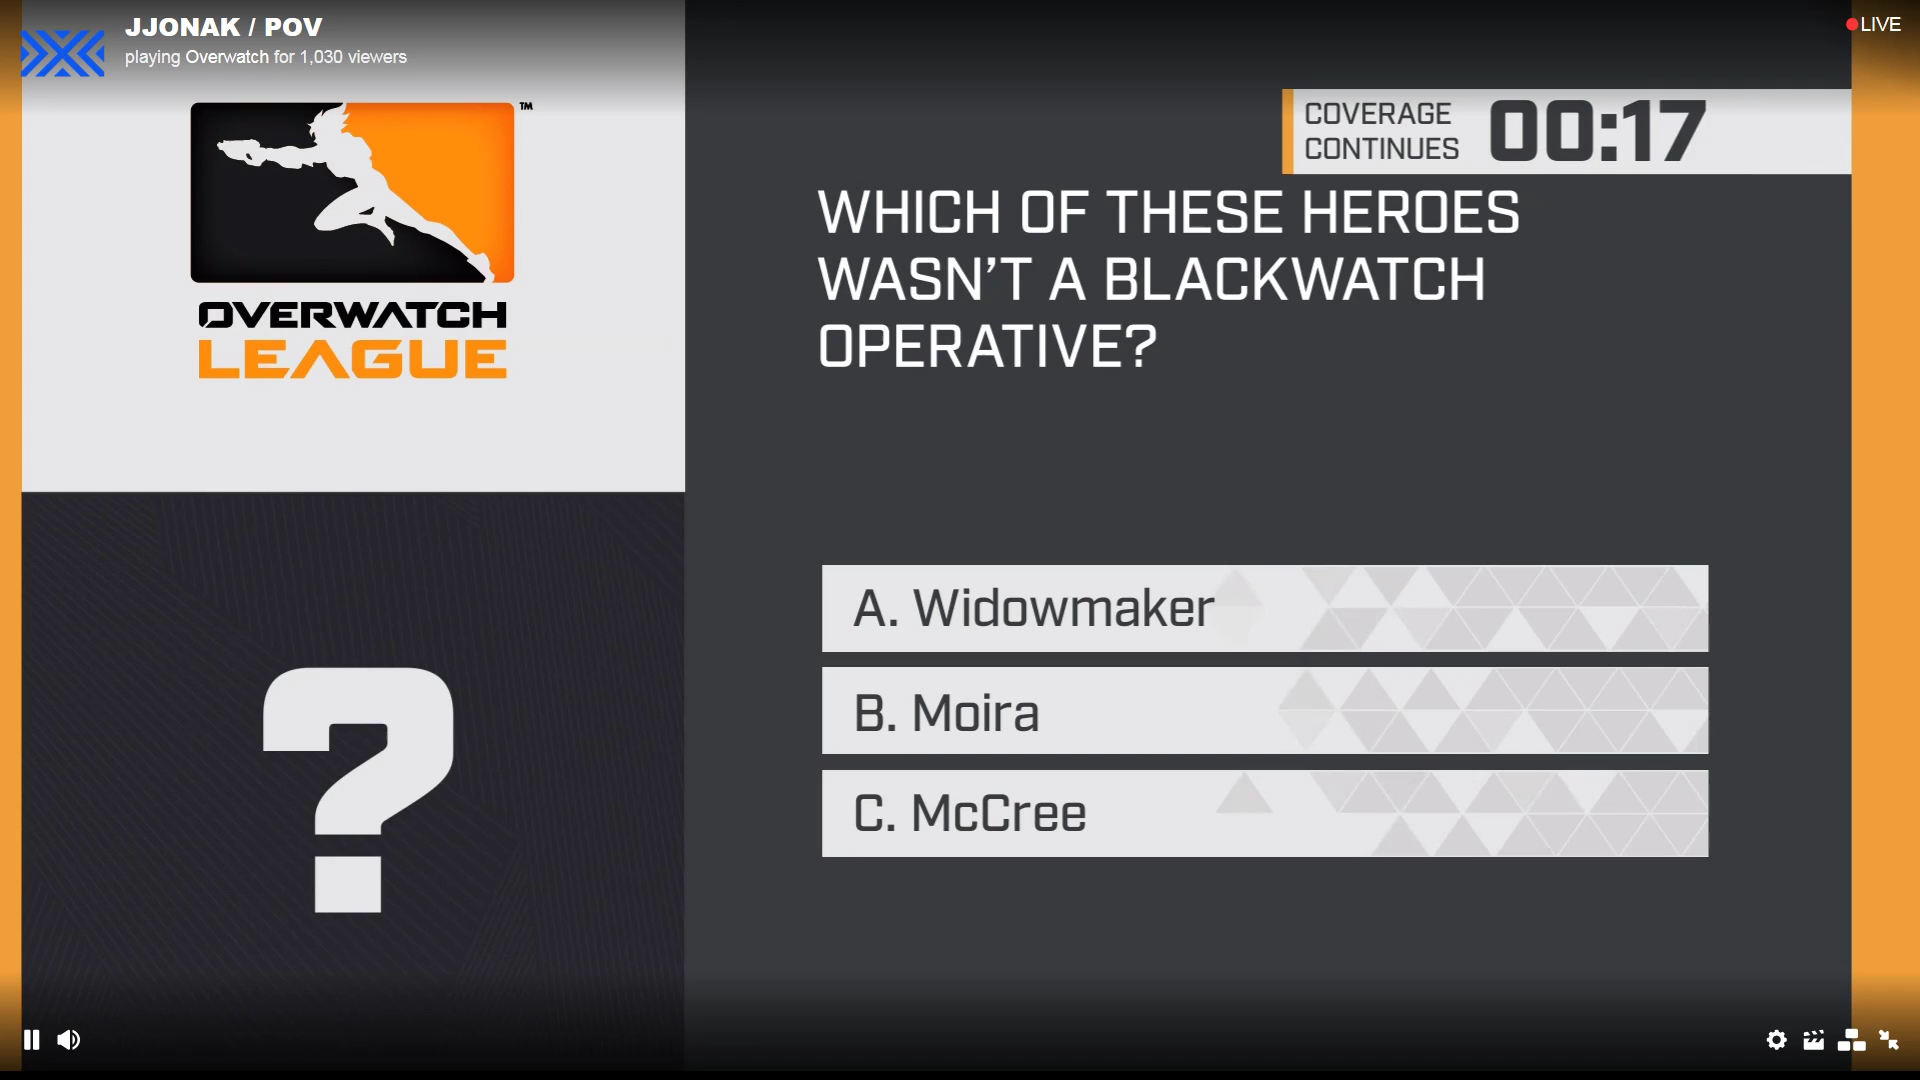 JJONAK / POV
playing Overwatch for 1,030 viewers
LIVE
TM
OVERWATCH
LEAGUE
COVERAGE
CONTINUES
00:17
WHICH OF THESE HEROES
WASN'T A BLACKWATCH
OPERATIVE?
A. Widowmaker
B. Moira
C. McCree
?